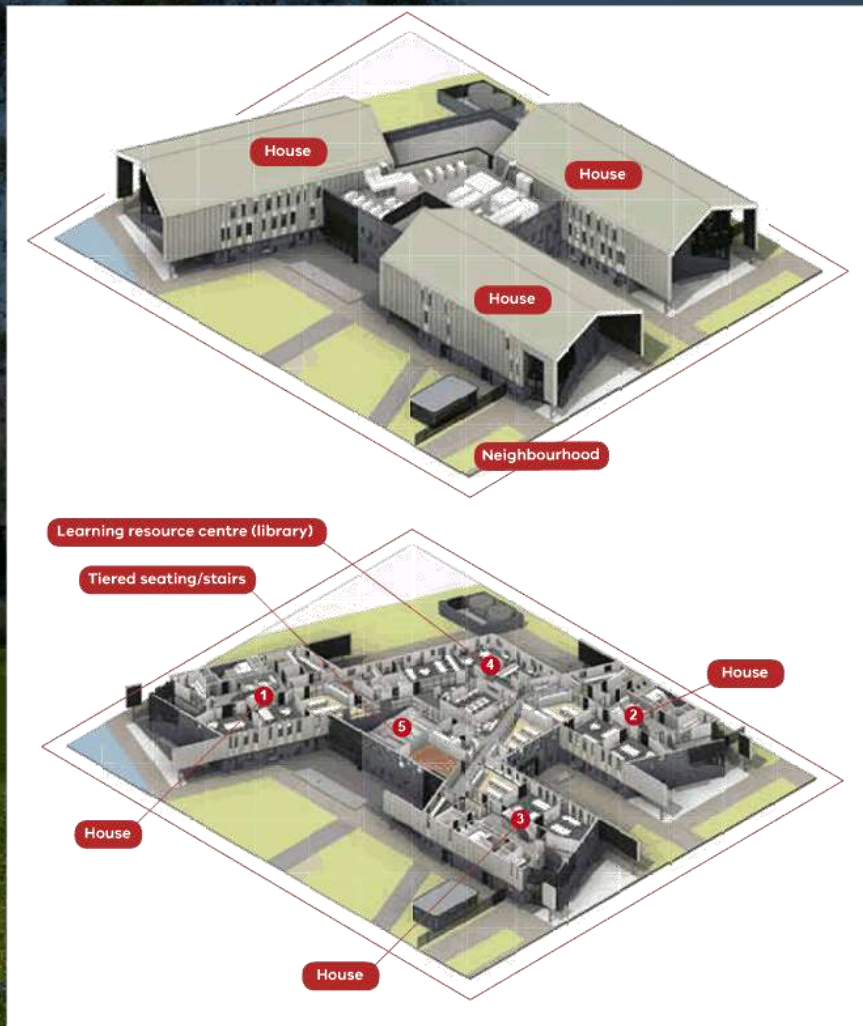 House
House
House
Neighbourhood
Learning resource centre (library)
Tiered seating/stairs
4
House
1
2
5
3
House
House